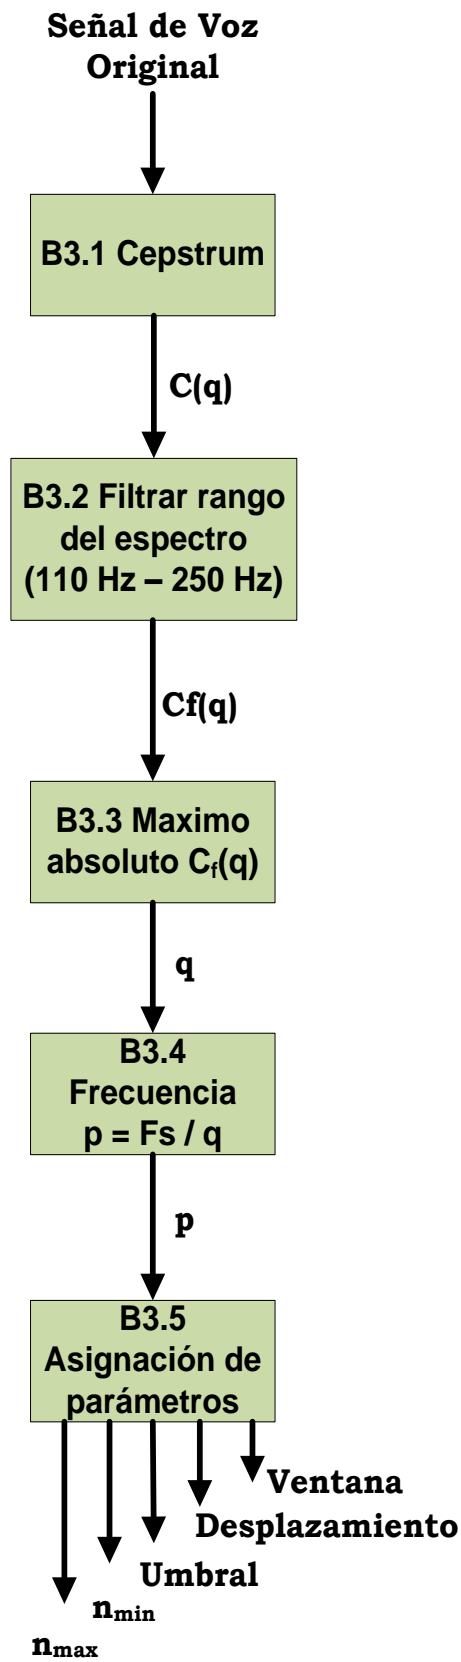 Señal de Voz
Original
B3.1 Cepstrum
C(q)
B3.2 Filtrar rango
del espectro
(110 Hz – 250 Hz)
Cf(q)
B3.3 Maximo
absoluto Cf(q)
q
B3.4
Frecuencia
p = Fs / q
p
B3.5
Asignación de
parámetros
Ventana
Desplazamiento
Umbral
nmin
nmax